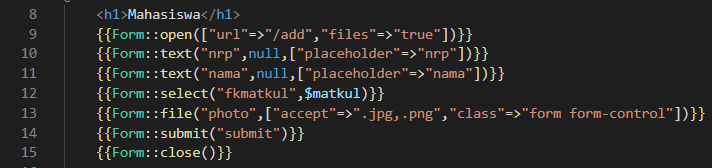 8 <h1>Mahasiswa</h1>
9 {{Form::open(["url"=>"/add","files"=>"true"])}}
10 {{Form::text("nrp",null,["placeholder"=>"nrp"])}}
11 {{Form::text("nama",null,["placeholder"=>"nama"])}}
12 {{Form::select("fkmatkul",$matkul)}}
13 {{Form::file("photo",["accept"=>".jpg,.png","class"=>"form form-control"])}}
14 {{Form::submit("submit")}}
15 {{Form::close()}}